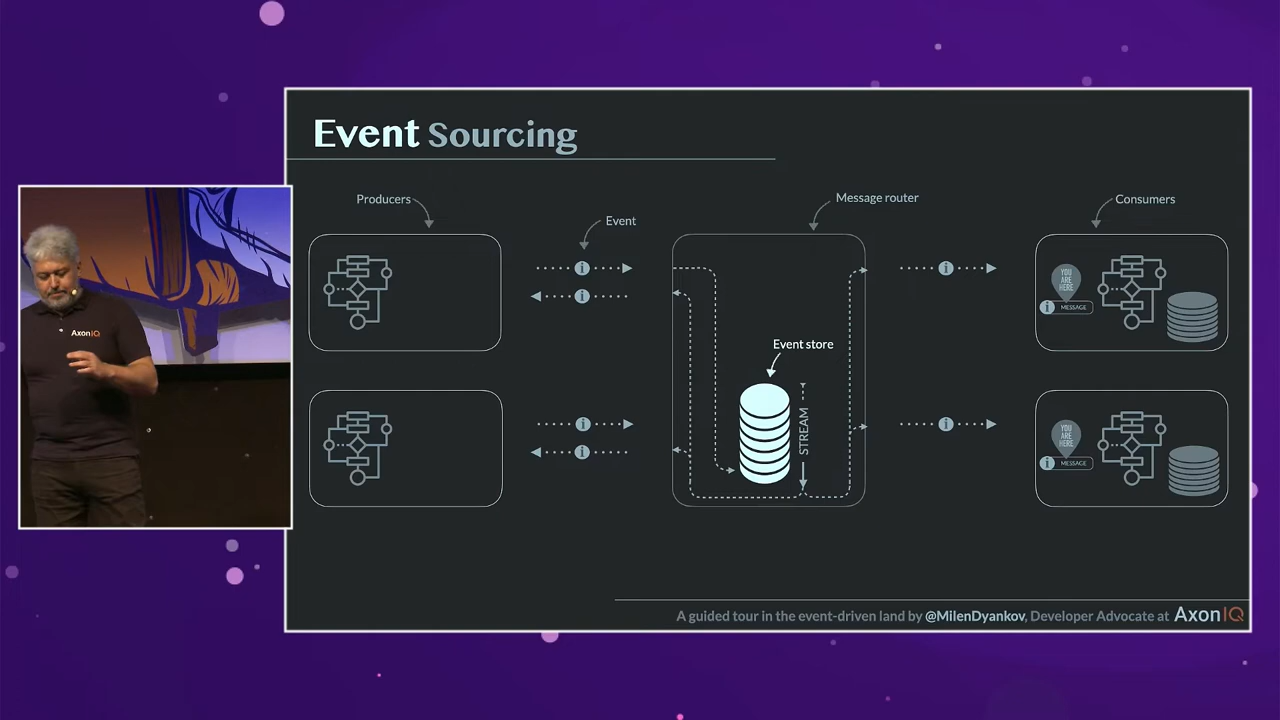 Event Sourcing
Producers
Event
Message router
Consumers
i
i
i
YOU
ARE
HERE
i MESSAGE
Event store
STREAM
i
i
i
YOU
ARE
HERE
i MESSAGE
AxonIQ
A guided tour in the event-driven land by @MilenDyankov, Developer Advocate at AxonIQ